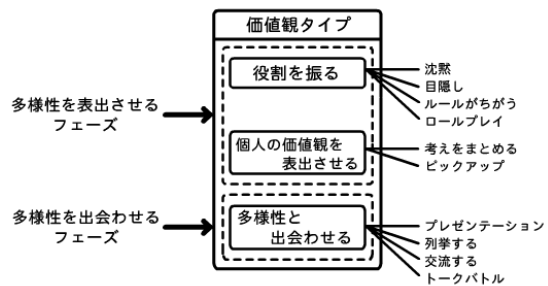 価値観タイプ
多様性を表出させる
フェーズ
役割を振る
沈黙
目隠し
ルールがちがう
ロールプレイ
個人の価値観を
表出させる
考えをまとめる
ピックアップ
多様性を出会わせる
フェーズ
多様性と
出会わせる
プレゼンテーション
列挙する
交流する
トークバトル